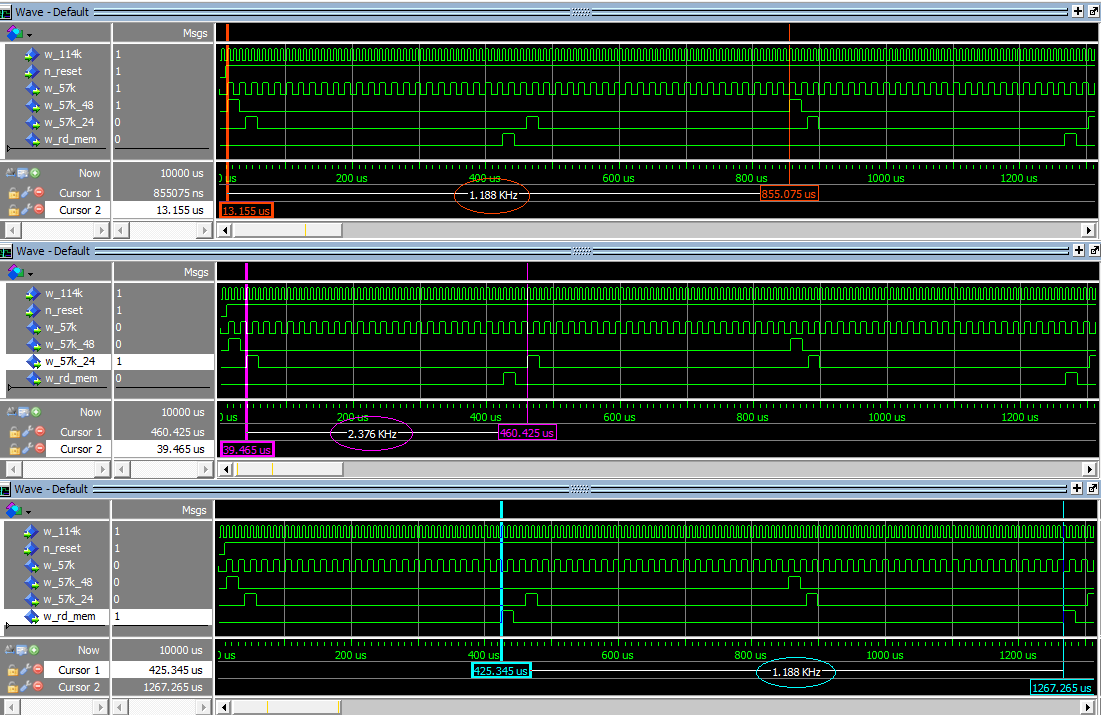 Wave - Default
Msgs
w_114k 1
n_reset 1
w_57k 1
w_57k_48 1
w_57k_24 0
w_rd_mem 0
Now 10000 us 0 us 200 us 400 us 600 us 800 us 1000 us 1200 us
Cursor 1 855075 ns 1.188 KHz 855.075 us
Cursor 2 13.155 us 13.155 us
Wave - Default
Msgs
w_114k 1
n_reset 1
w_57k 0
w_57k_48 0
w_57k_24 1
w_rd_mem 0
Now 10000 us 0 us 200 us 400 us 600 us 800 us 1000 us 1200 us
Cursor 1 460.425 us 2.376 KHz 460.425 us
Cursor 2 39.465 us 39.465 us
Wave - Default
Msgs
w_114k 1
n_reset 1
w_57k 0
w_57k_48 0
w_57k_24 0
w_rd_mem 1
Now 10000 us 0 us 200 us 400 us 600 us 800 us 1000 us 1200 us
Cursor 1 425.345 us 425.345 us 1.188 KHz
Cursor 2 1267.265 us 1267.265 us